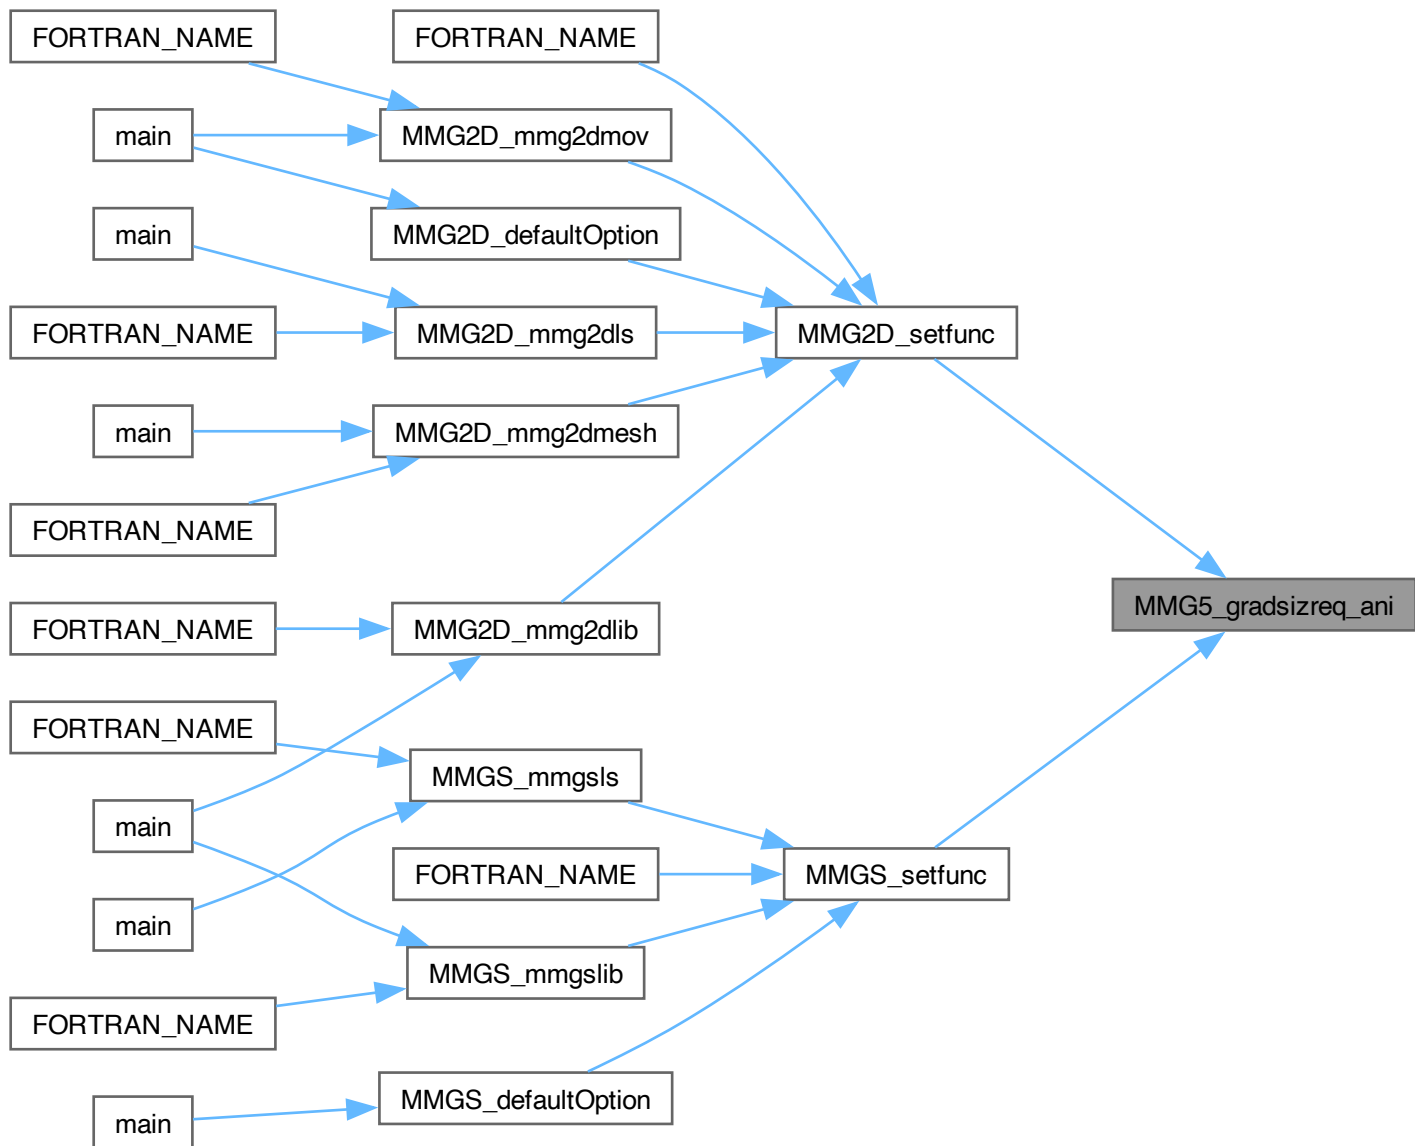 FORTRAN_NAME
FORTRAN_NAME
main
MMG2D_mmg2dmov
main
MMG2D_defaultOption
FORTRAN_NAME
MMG2D_mmg2dls
MMG2D_setfunc
main
MMG2D_mmg2dmesh
FORTRAN_NAME
MMG5_gradsizreq_ani
FORTRAN_NAME
MMG2D_mmg2dlib
FORTRAN_NAME
MMGS_mmgsls
main
FORTRAN_NAME
MMGS_setfunc
main
MMGS_mmgslib
FORTRAN_NAME
MMGS_defaultOption
main